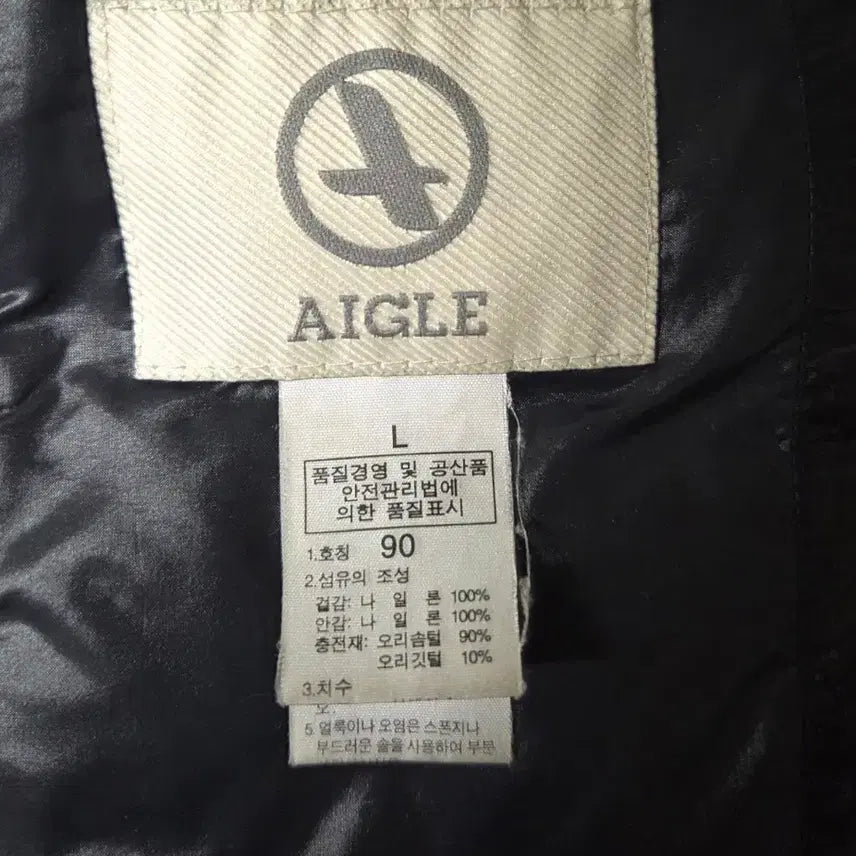 AIGLE
L
품질경영 및 공산품
안전관리법에
의한 품질표시
1.호칭 90
2.섬유의 조성
겉감: 나 일 론 100%
안감: 나 일 론 100%
충전재: 오리솜털 90%
오리깃털 10%
3.치수
5.얼룩이나 오염은 스폰지나
부드러운 솔을 사용하여 부분